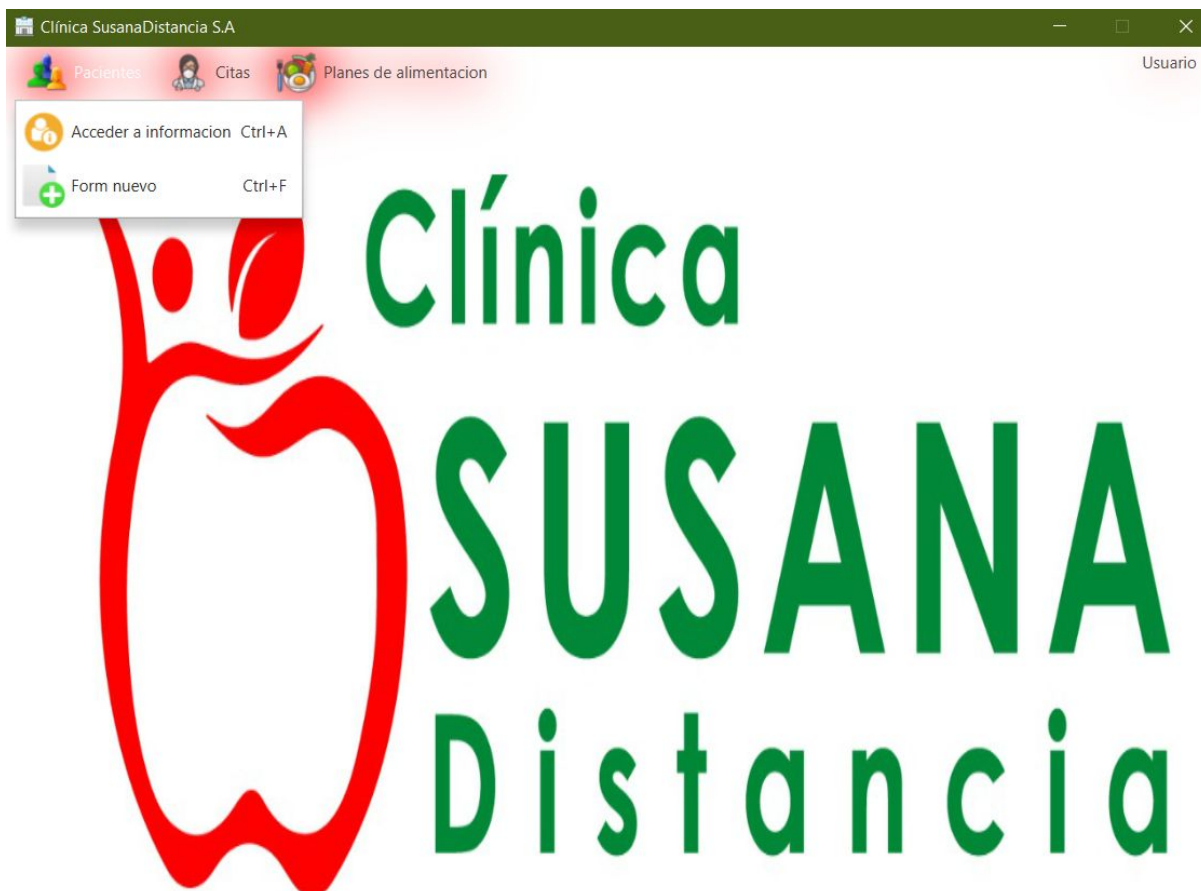 Clínica SusanaDistancia S.A
Pacientes Citas Planes de alimentacion Usuario
Acceder a informacion Ctrl+A
Form nuevo Ctrl+F
Clínica
SUSANA
Distancia